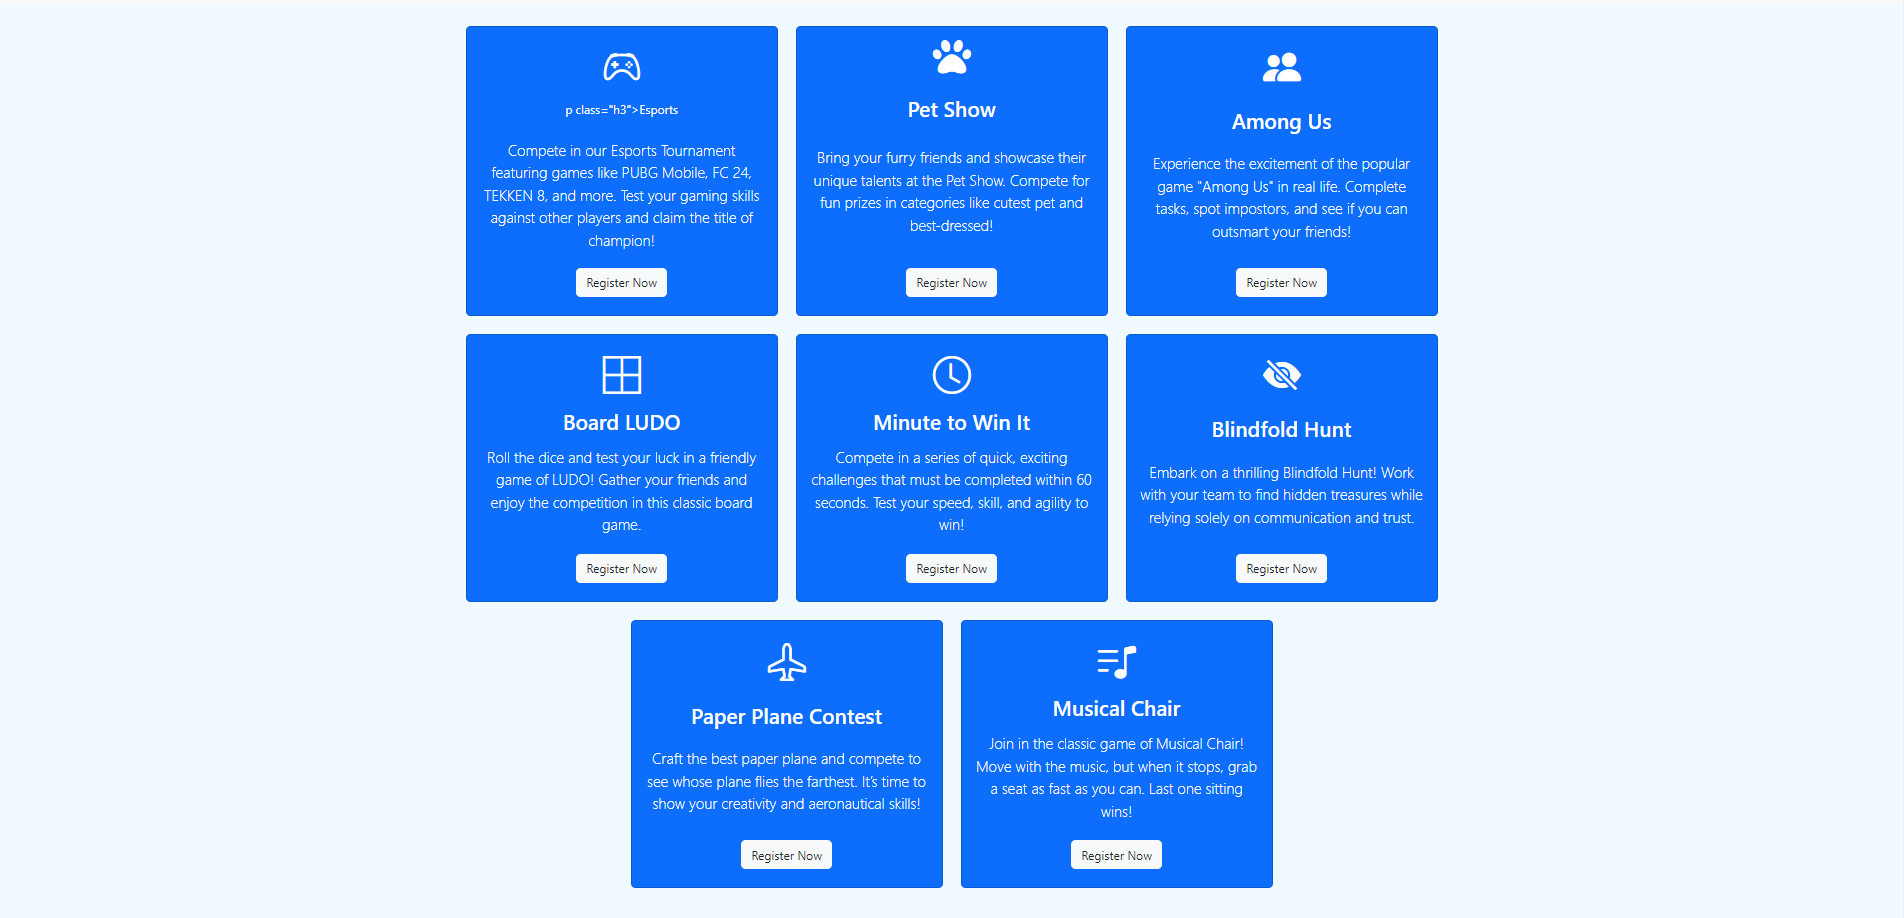 p class="h3">Esports
Compete in our Esports Tournament
featuring games like PUBG Mobile, FC 24,
TEKKEN 8, and more. Test your gaming skills
against other players and claim the title of
champion!
Register Now
Pet Show
Bring your furry friends and showcase their
unique talents at the Pet Show. Compete for
fun prizes in categories like cutest pet and
best-dressed!
Register Now
Among Us
Experience the excitement of the popular
game "Among Us" in real life. Complete
tasks, spot impostors, and see if you can
outsmart your friends!
Register Now
Board LUDO
Roll the dice and test your luck in a friendly
game of LUDO! Gather your friends and
enjoy the competition in this classic board
game.
Register Now
Minute to Win It
Compete in a series of quick, exciting
challenges that must be completed within 60
seconds. Test your speed, skill, and agility to
win!
Register Now
Blindfold Hunt
Embark on a thrilling Blindfold Hunt! Work
with your team to find hidden treasures while
relying solely on communication and trust.
Register Now
Paper Plane Contest
Craft the best paper plane and compete to
see whose plane flies the farthest. It’s time to
show your creativity and aeronautical skills!
Register Now
Musical Chair
Join in the classic game of Musical Chair!
Move with the music, but when it stops, grab
a seat as fast as you can. Last one sitting
wins!
Register Now